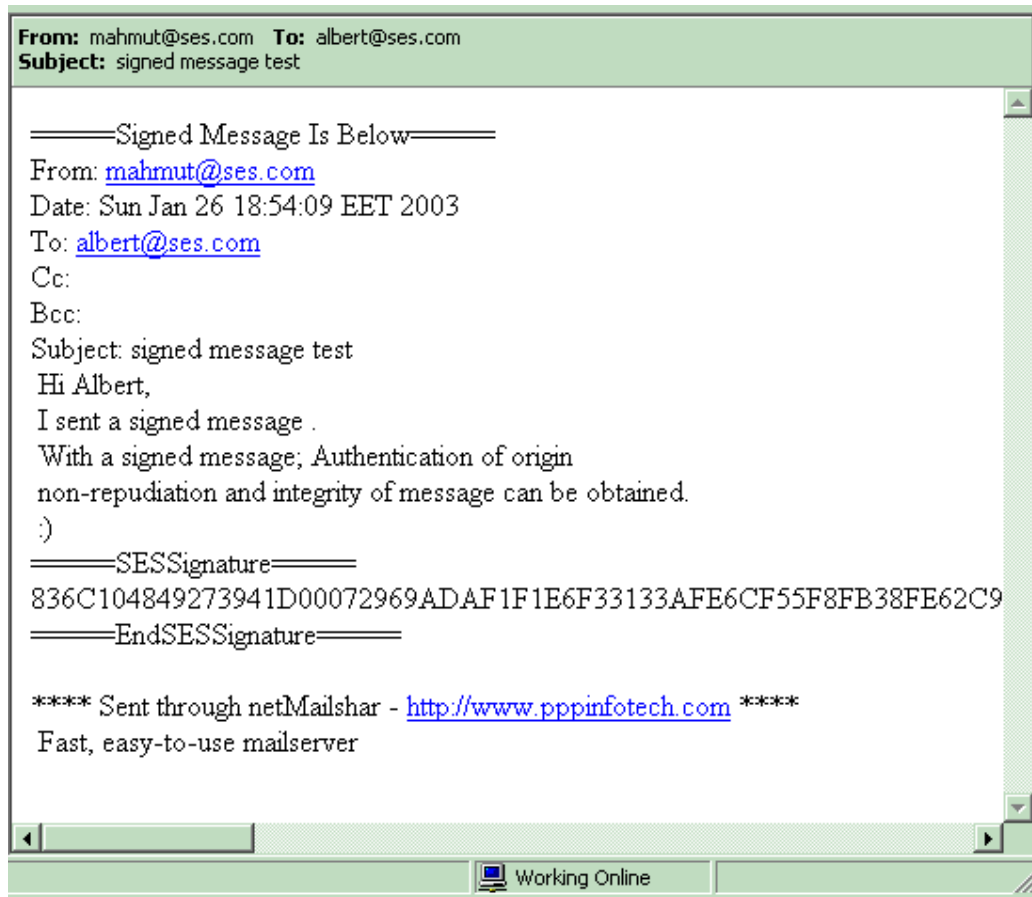 From: mahmut@ses.com To: albert@ses.com
Subject: signed message test
=====Signed Message Is Below=====
From: mahmut@ses.com
Date: Sun Jan 26 18:54:09 EET 2003
To: albert@ses.com
Cc:
Bcc:
Subject: signed message test
Hi Albert,
I sent a signed message .
With a signed message; Authentication of origin
non-repudiation and integrity of message can be obtained.
:)
=====SESSignature=====
836C104849273941D00072969ADAF1F1E6F33133AFE6CF55F8FB38FE62C9
=====EndSESSignature=====
**** Sent through netMailshar - http://www.pppinfotech.com ****
Fast, easy-to-use mailserver
Working Online